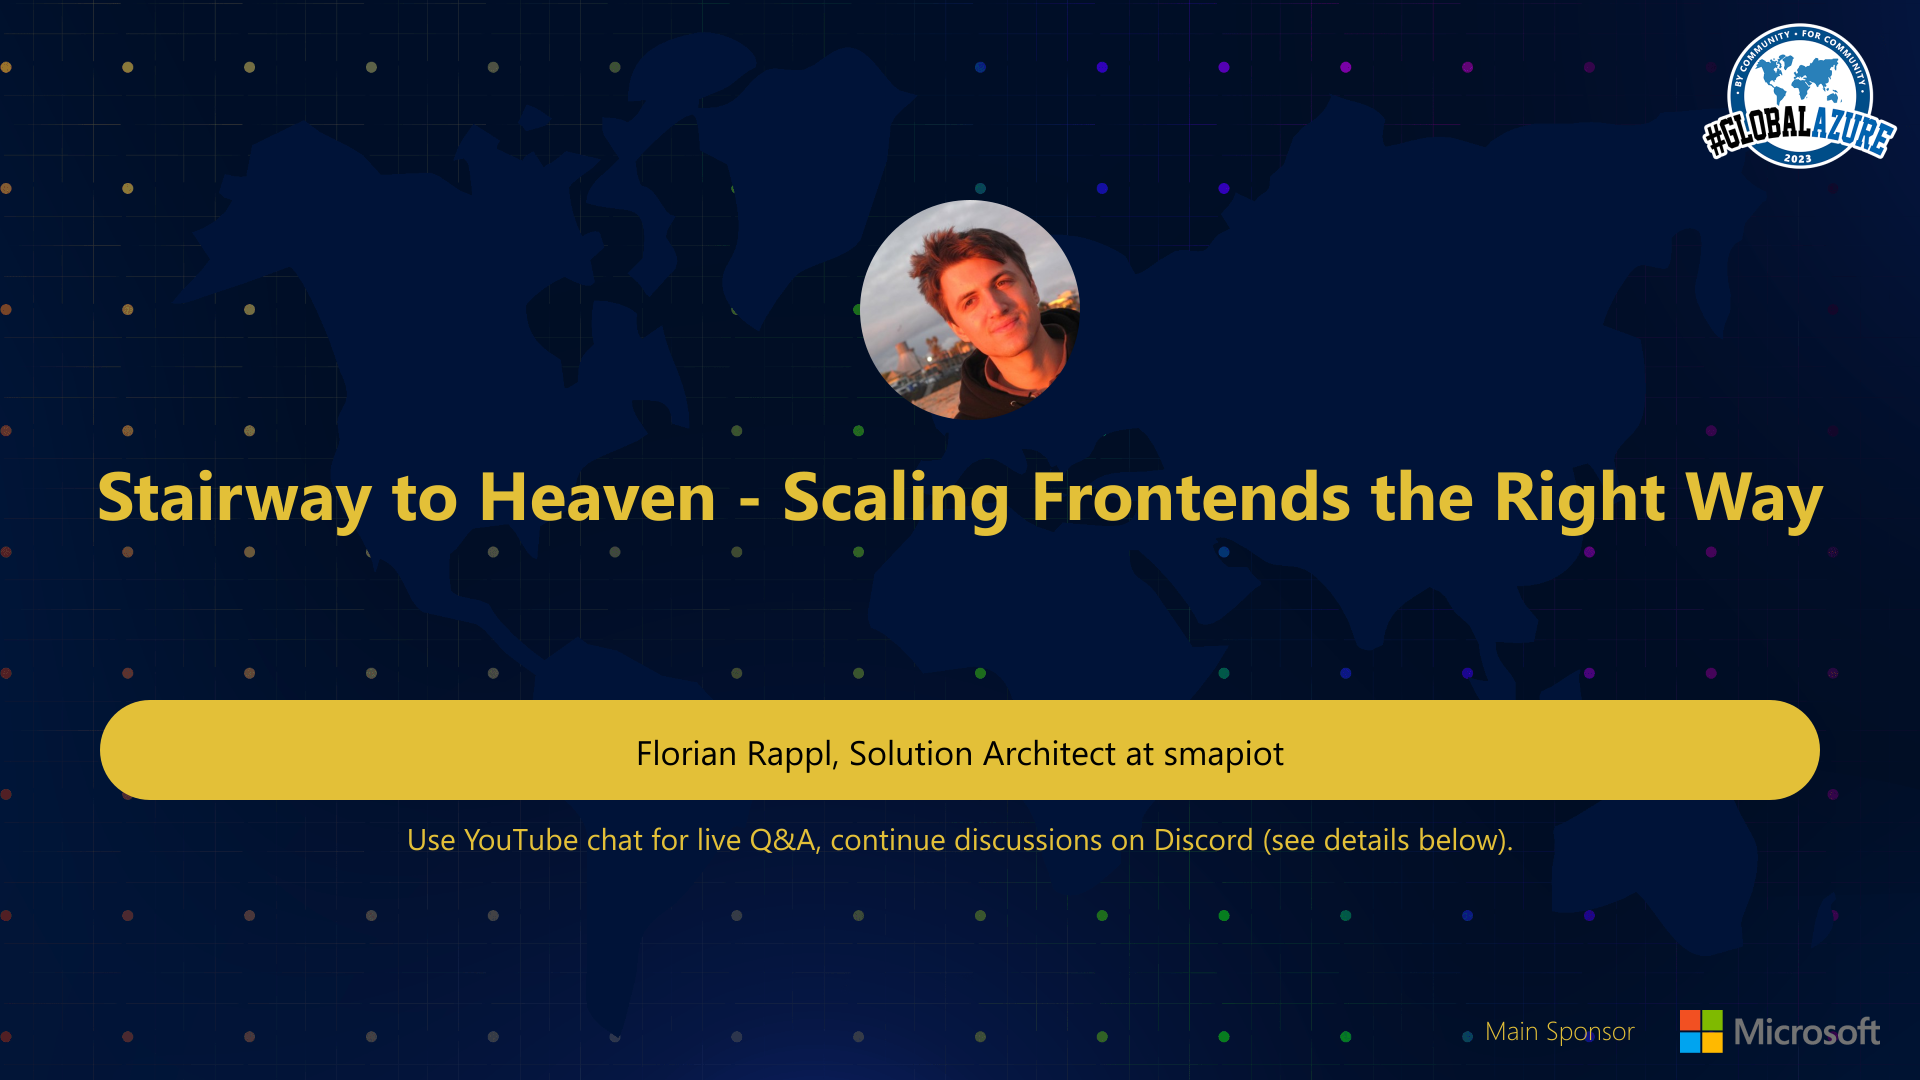 • BY COMMUNITY • FOR COMMUNITY •
#GLOBALAZURE
2023
Stairway to Heaven - Scaling Frontends the Right Way
Florian Rappl, Solution Architect at smapiot
Use YouTube chat for live Q&A, continue discussions on Discord (see details below).
Main Sponsor
Microsoft